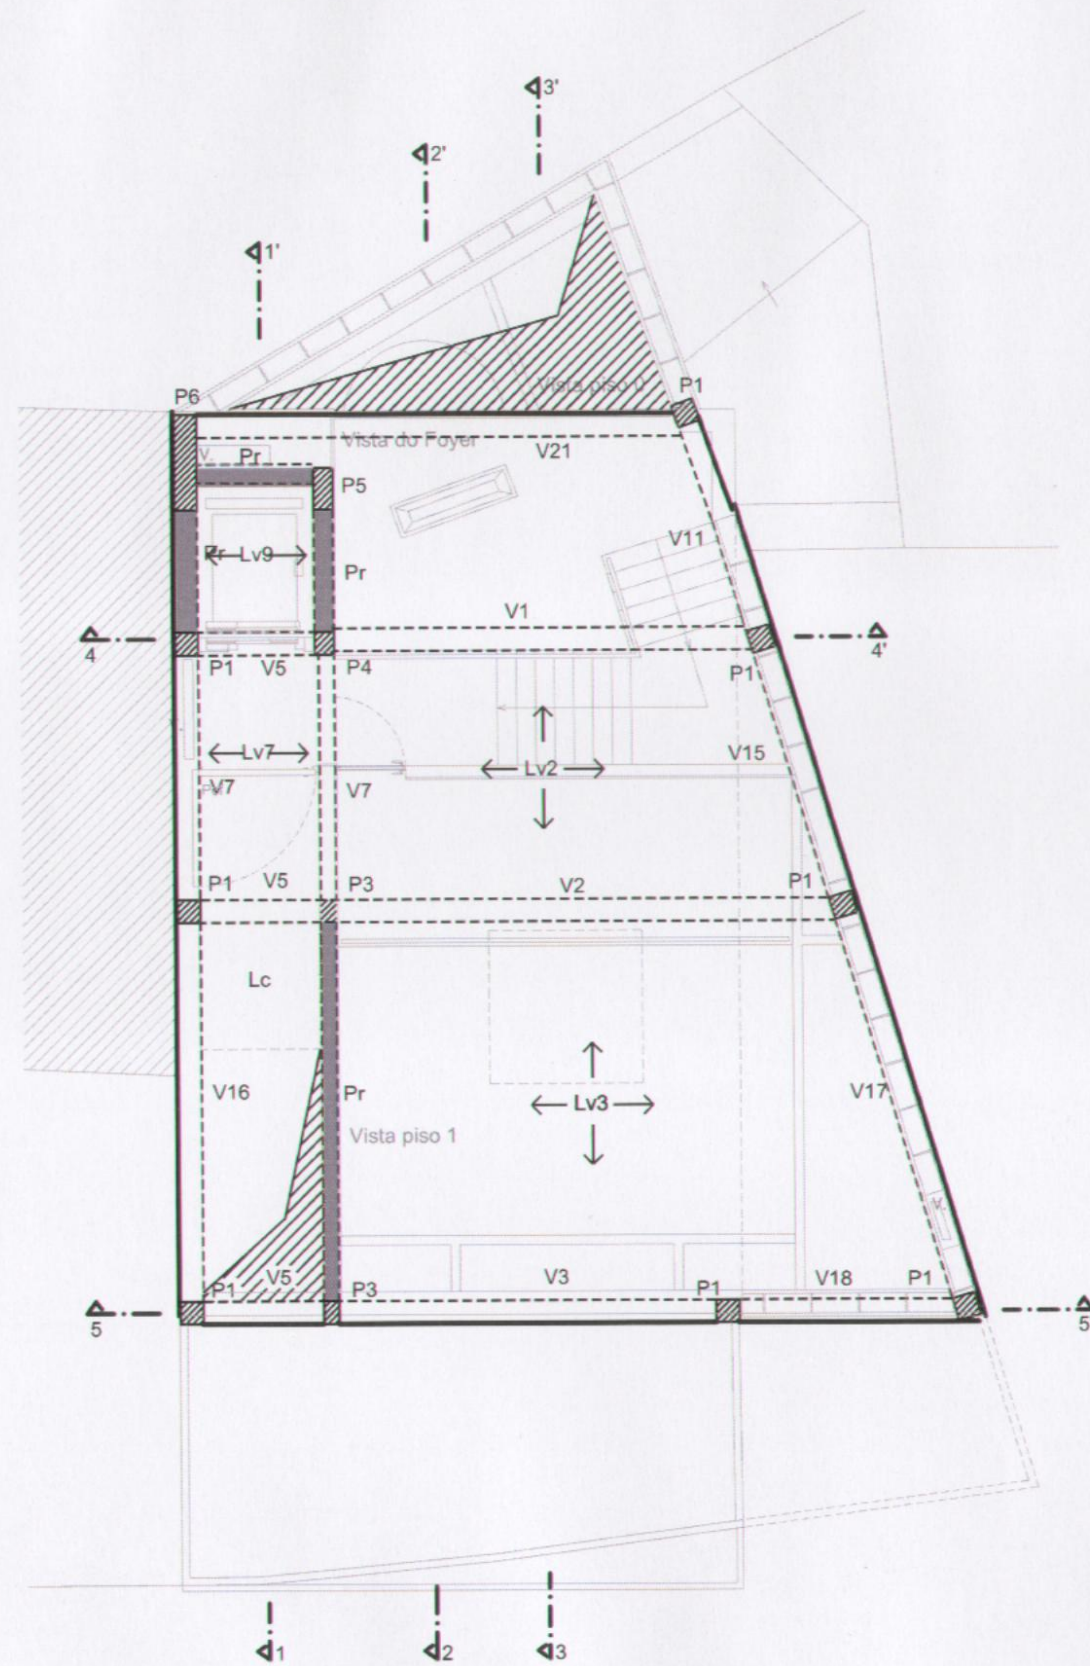 3'
2'
1'
P6
P1
Vista piso 0
Vista do Foyer
V21
V.
Pr
P5
V11
Pr
Lv9
Pr
V1
4
4'
P1
V5
P4
P1
Lv7
V15
Lv2
V7
V7
P1
V5
P3
V2
P1
Lc
V16
Pr
V17
Lv3
Vista piso 1
V.
P1
V5
P3
V3
P1
V18
P1
5
5
1
2
3